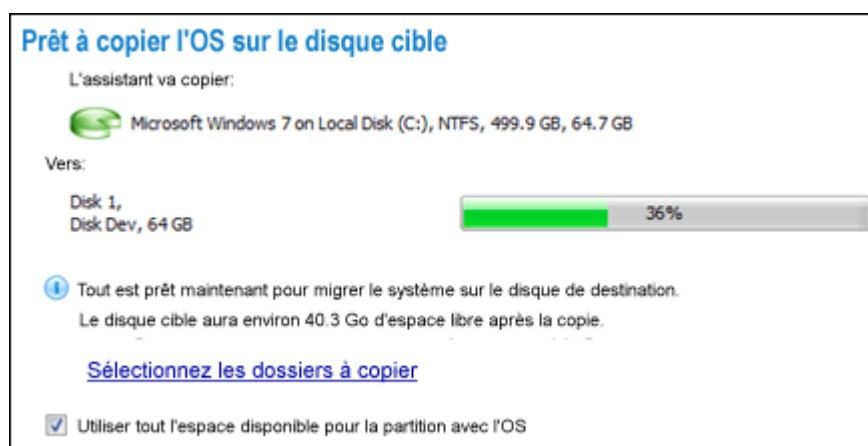 Prêt à copier l'OS sur le disque cible
L'assistant va copier:
Microsoft Windows 7 on Local Disk (C:), NTFS, 499.9 GB, 64.7 GB
Vers:
Disk 1,
Disk Dev, 64 GB
36%
Tout est prêt maintenant pour migrer le système sur le disque de destination.
Le disque cible aura environ 40.3 Go d'espace libre après la copie.
Sélectionnez les dossiers à copier
Utiliser tout l'espace disponible pour la partition avec l'OS